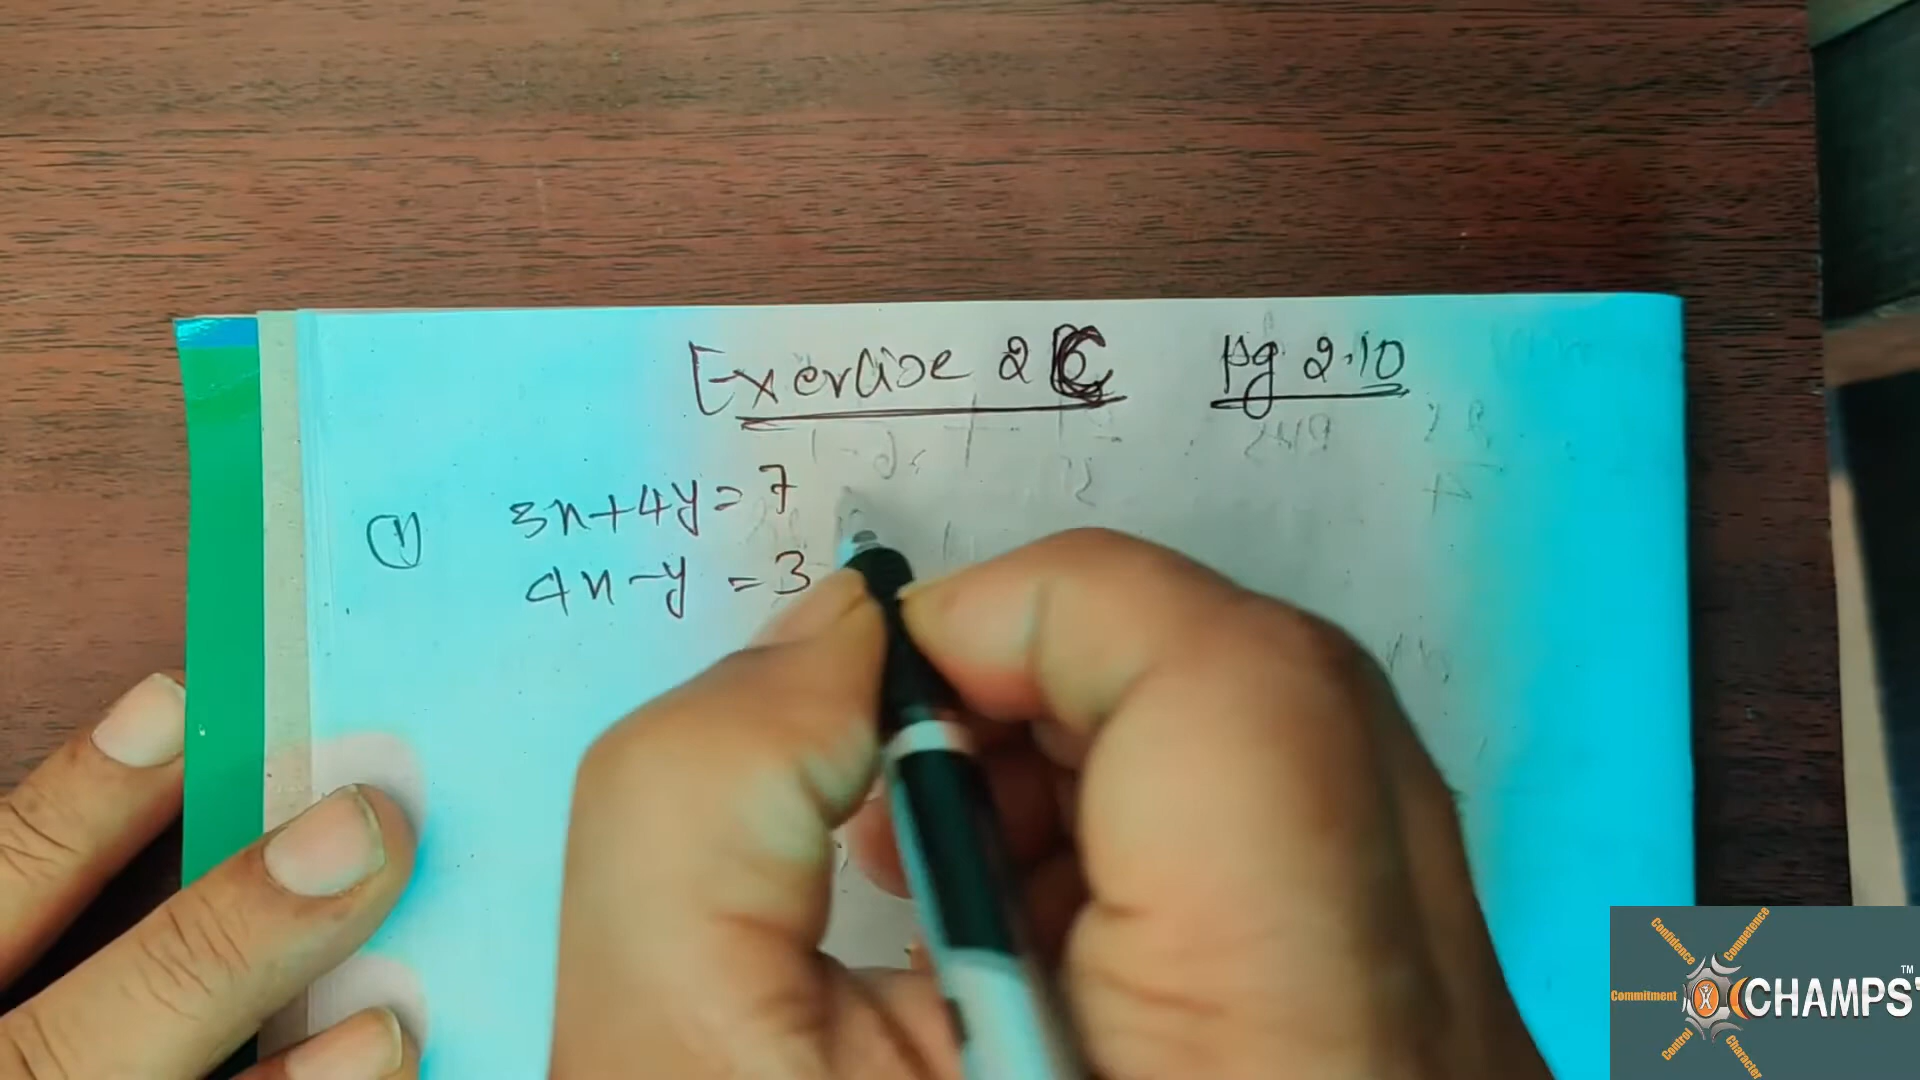 Exercise 2C pg 2.10
① 3x+4y=7
4x-y=3
Confidence
Competence
Commitment
CHAMPS™
Control
Character